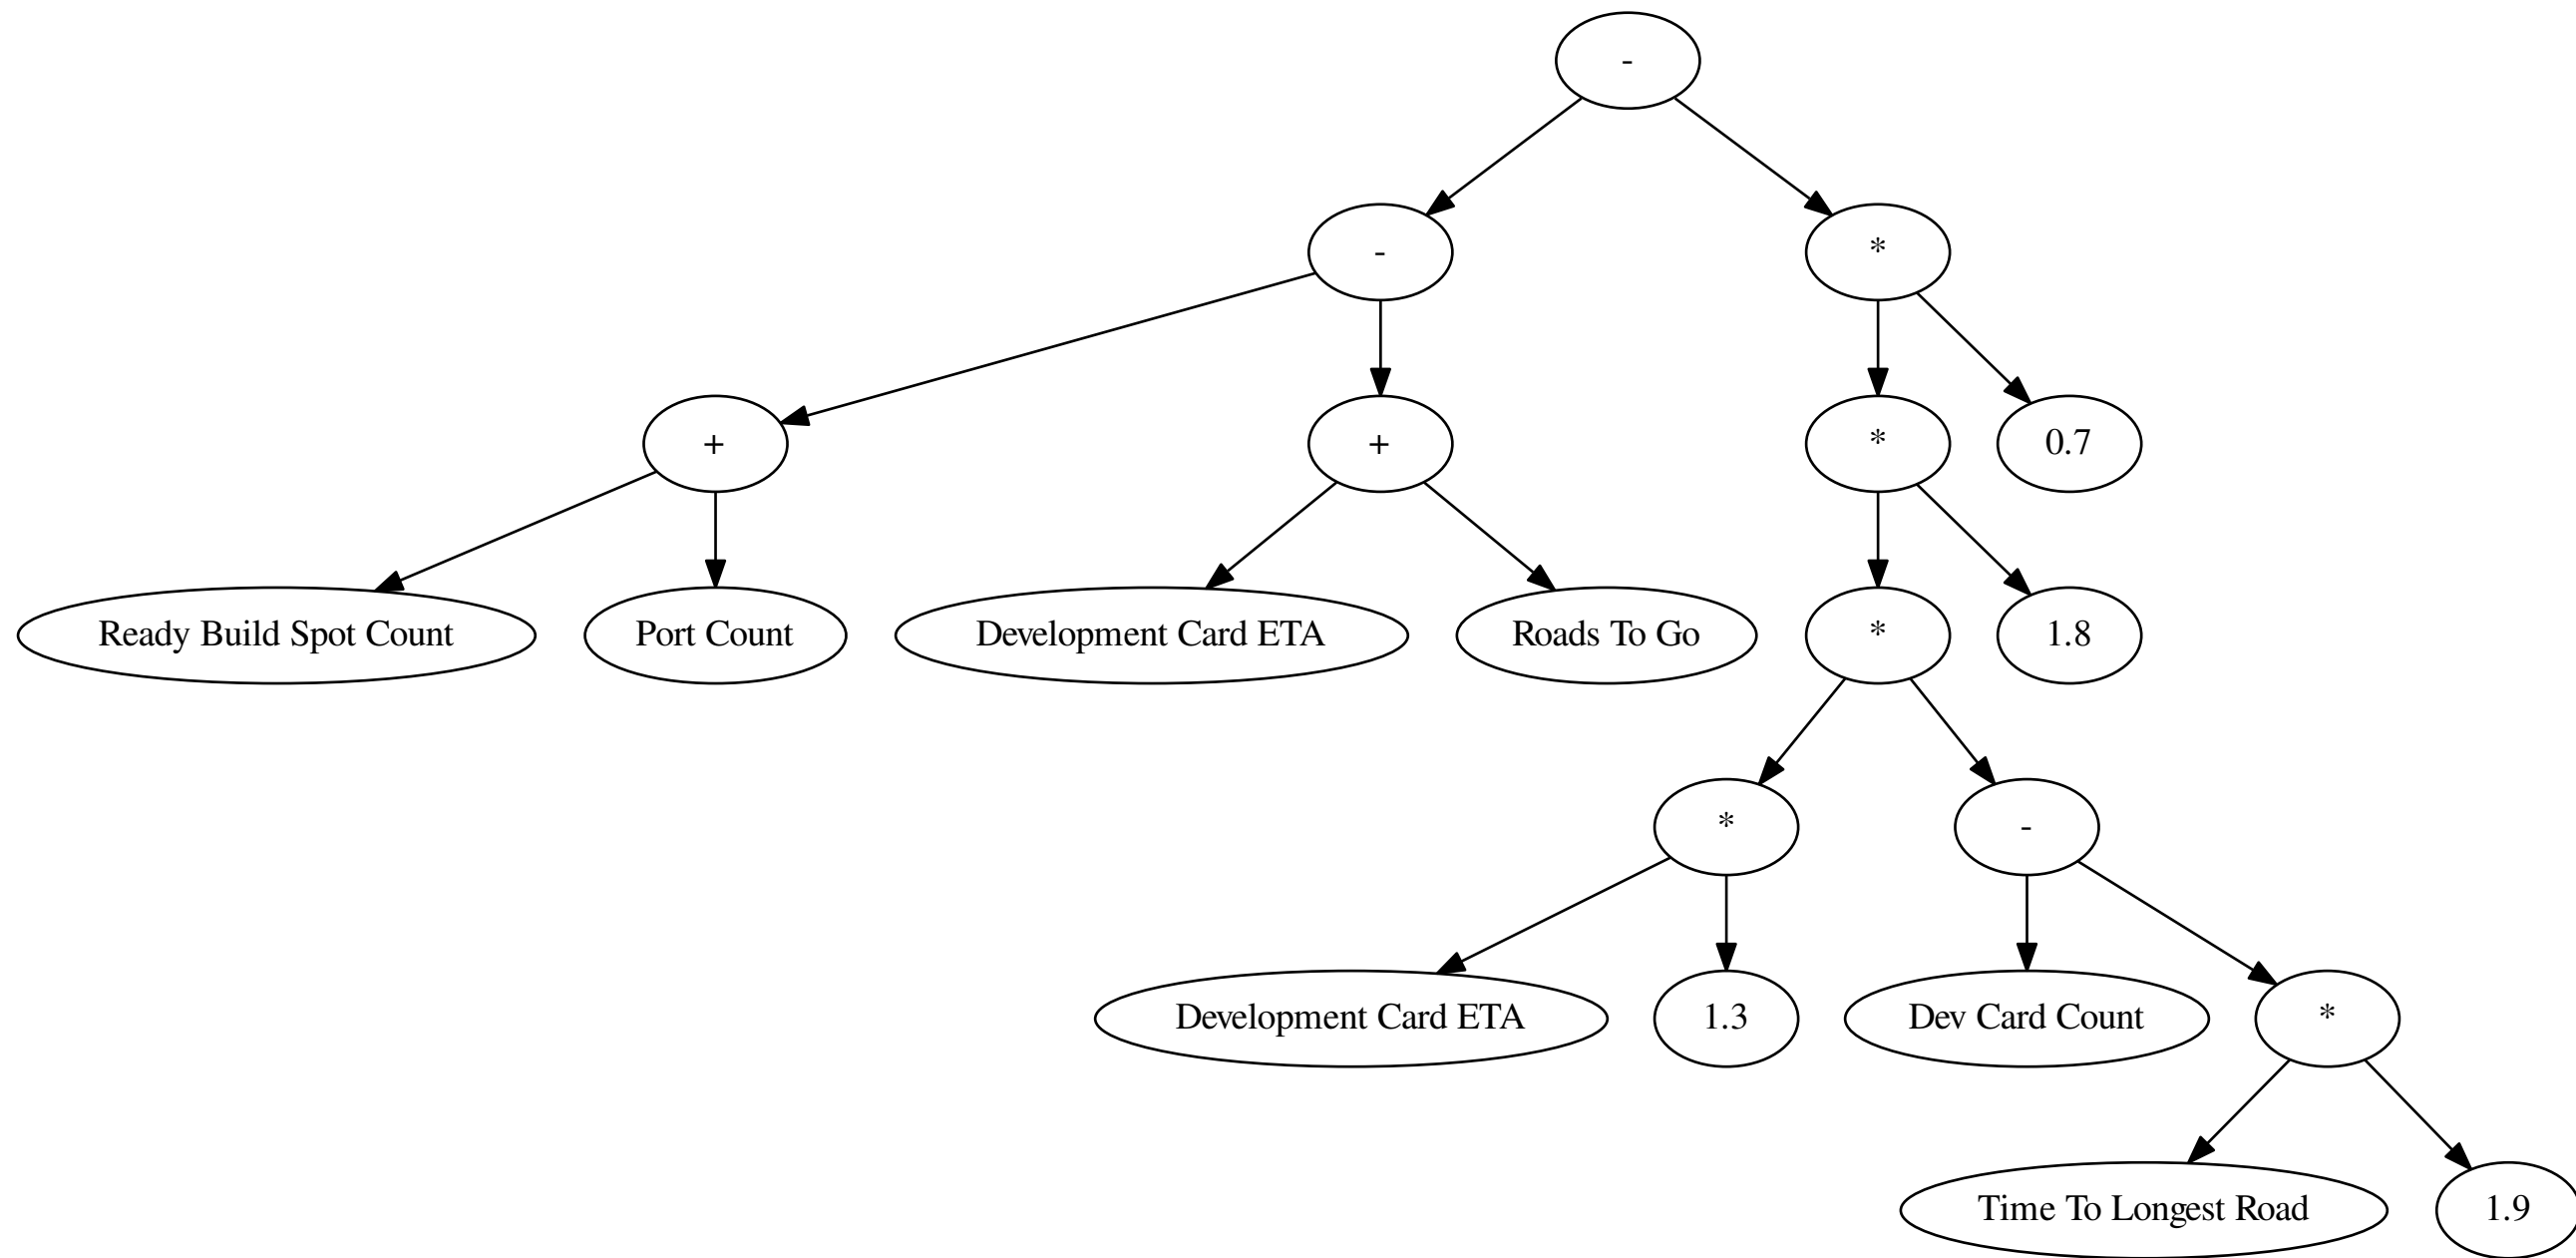 -
-
*
+
+
*
0.7
Ready Build Spot Count
Port Count
Development Card ETA
Roads To Go
*
1.8
*
-
Development Card ETA
1.3
Dev Card Count
*
Time To Longest Road
1.9